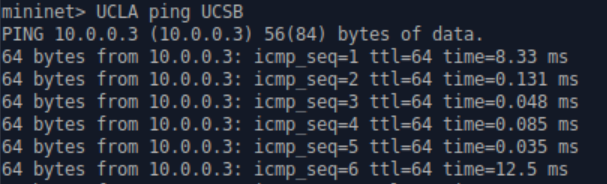 mininet> UCLA ping UCSB
PING 10.0.0.3 (10.0.0.3) 56(84) bytes of data.
64 bytes from 10.0.0.3: icmp_seq=1 ttl=64 time=8.33 ms
64 bytes from 10.0.0.3: icmp_seq=2 ttl=64 time=0.131 ms
64 bytes from 10.0.0.3: icmp_seq=3 ttl=64 time=0.048 ms
64 bytes from 10.0.0.3: icmp_seq=4 ttl=64 time=0.085 ms
64 bytes from 10.0.0.3: icmp_seq=5 ttl=64 time=0.035 ms
64 bytes from 10.0.0.3: icmp_seq=6 ttl=64 time=12.5 ms